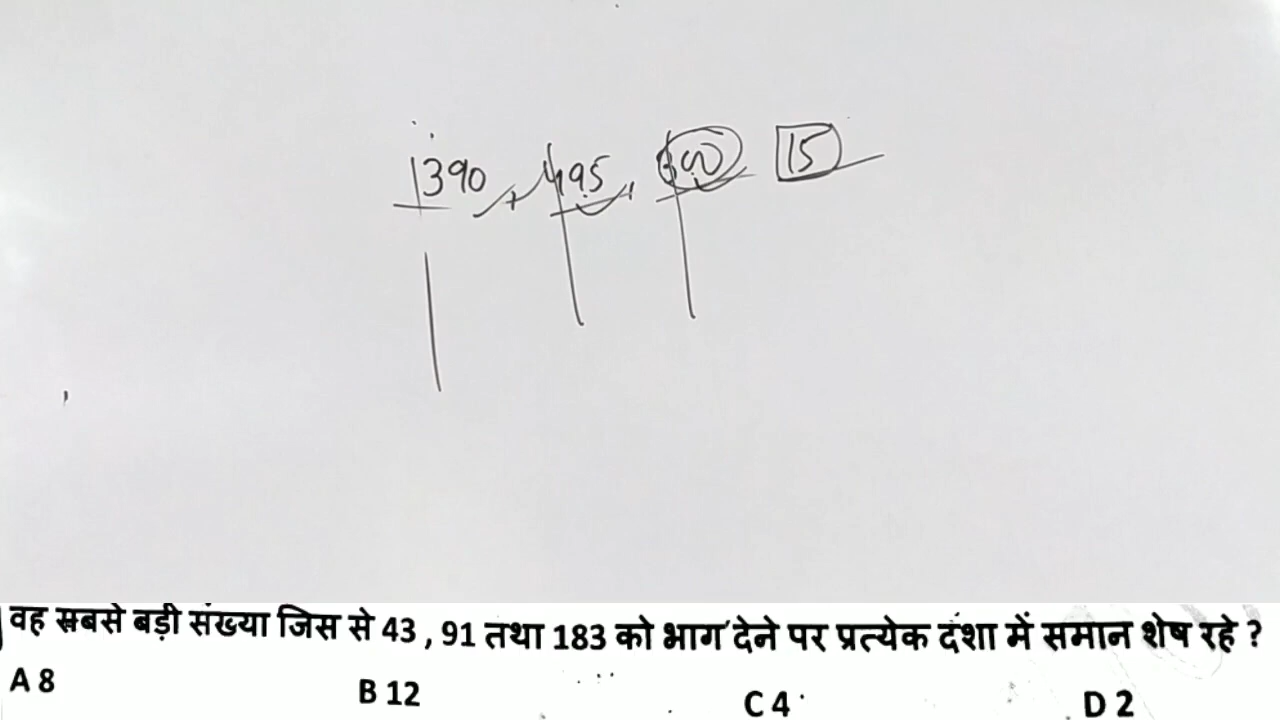 1390, 495, 600 15
वह सबसे बड़ी संख्या जिस से 43 , 91 तथा 183 को भाग देने पर प्रत्येक दशा में समान शेष रहे ?
A 8 B 12 C 4 D 2